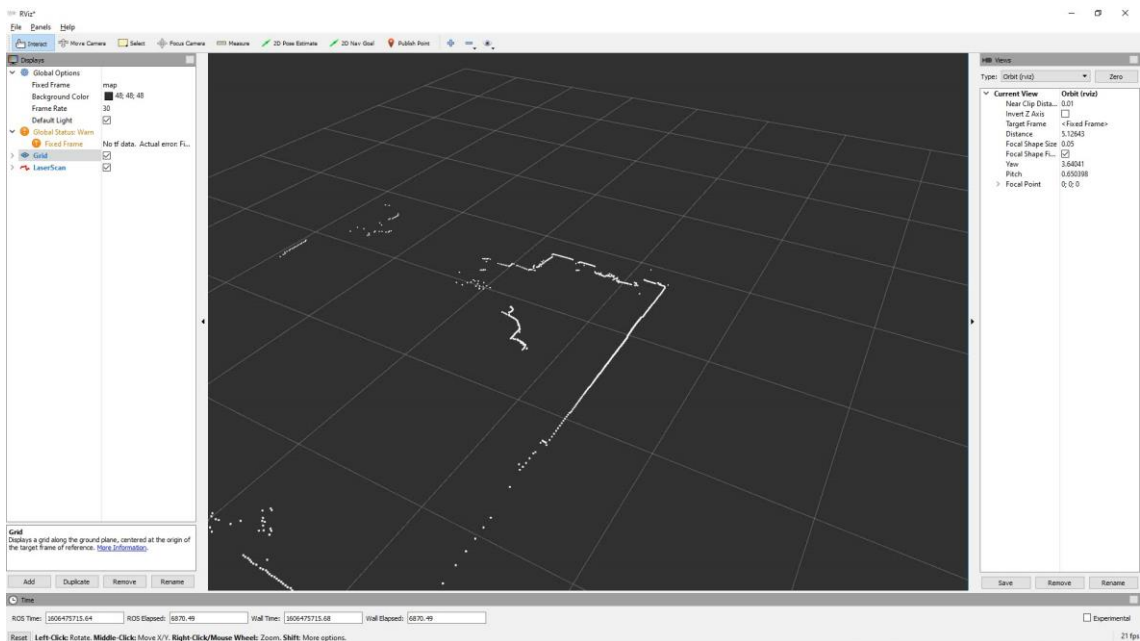 RViz*
File Panels Help
Interact Move Camera Select Focus Camera Measure 2D Pose Estimate 2D Nav Goal Publish Point
Displays
Global Options
Fixed Frame map
Background Color 48; 48; 48
Frame Rate 30
Default Light
Global Status: Warn
Fixed Frame No tf data. Actual error: Fi...
Grid
LaserScan
Grid
Displays a grid along the ground plane, centered at the origin of
the target frame of reference. More Information.
Add Duplicate Remove Rename
Views
Type: Orbit (rviz) Zero
Current View Orbit (rviz)
Near Clip Dista... 0.01
Invert Z Axis
Target Frame <Fixed Frame>
Distance 5.12643
Focal Shape Size 0.05
Focal Shape Fi...
Yaw 3.64041
Pitch 0.650398
Focal Point 0; 0; 0
Save Remove Rename
Time
ROS Time: 1606475715.64 ROS Elapsed: 6870.49 Wall Time: 1606475715.68 Wall Elapsed: 6870.49 Experimental
Reset Left-Click: Rotate. Middle-Click: Move X/Y. Right-Click/Mouse Wheel: Zoom. Shift: More options. 21 fps